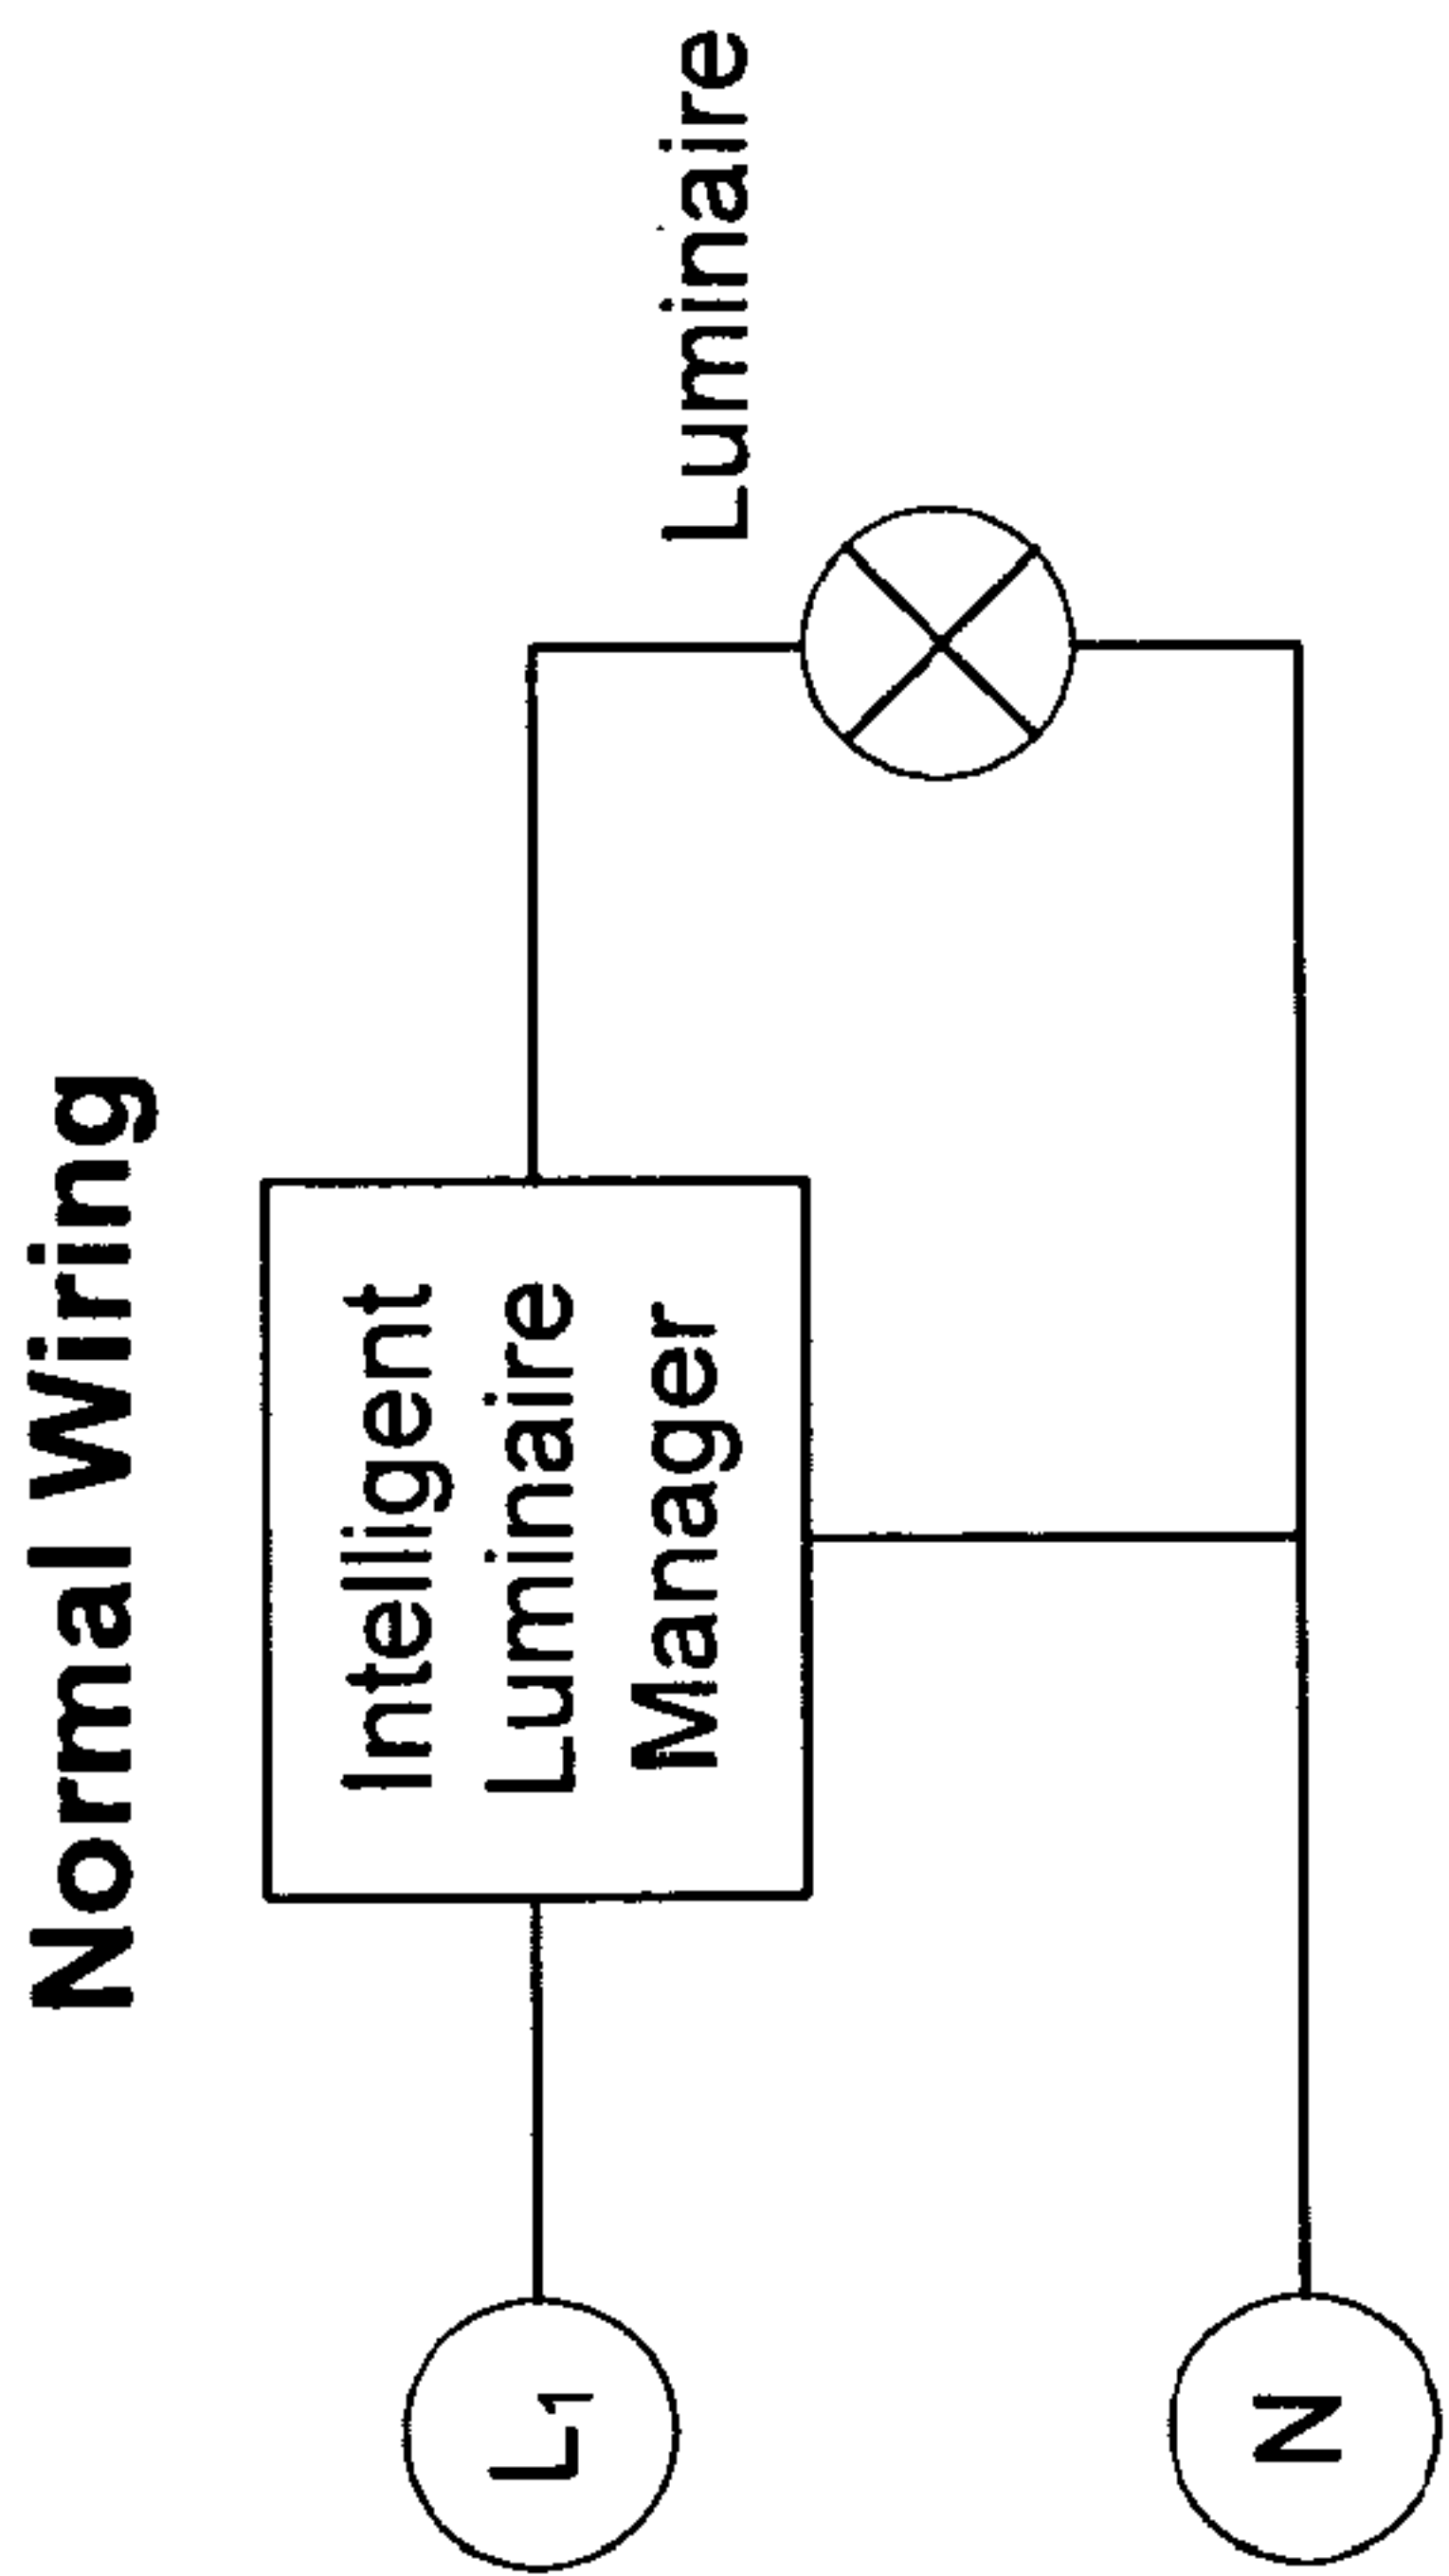 Normal Wiring
Luminaire
Intelligent
Luminaire
Manager
L1
N